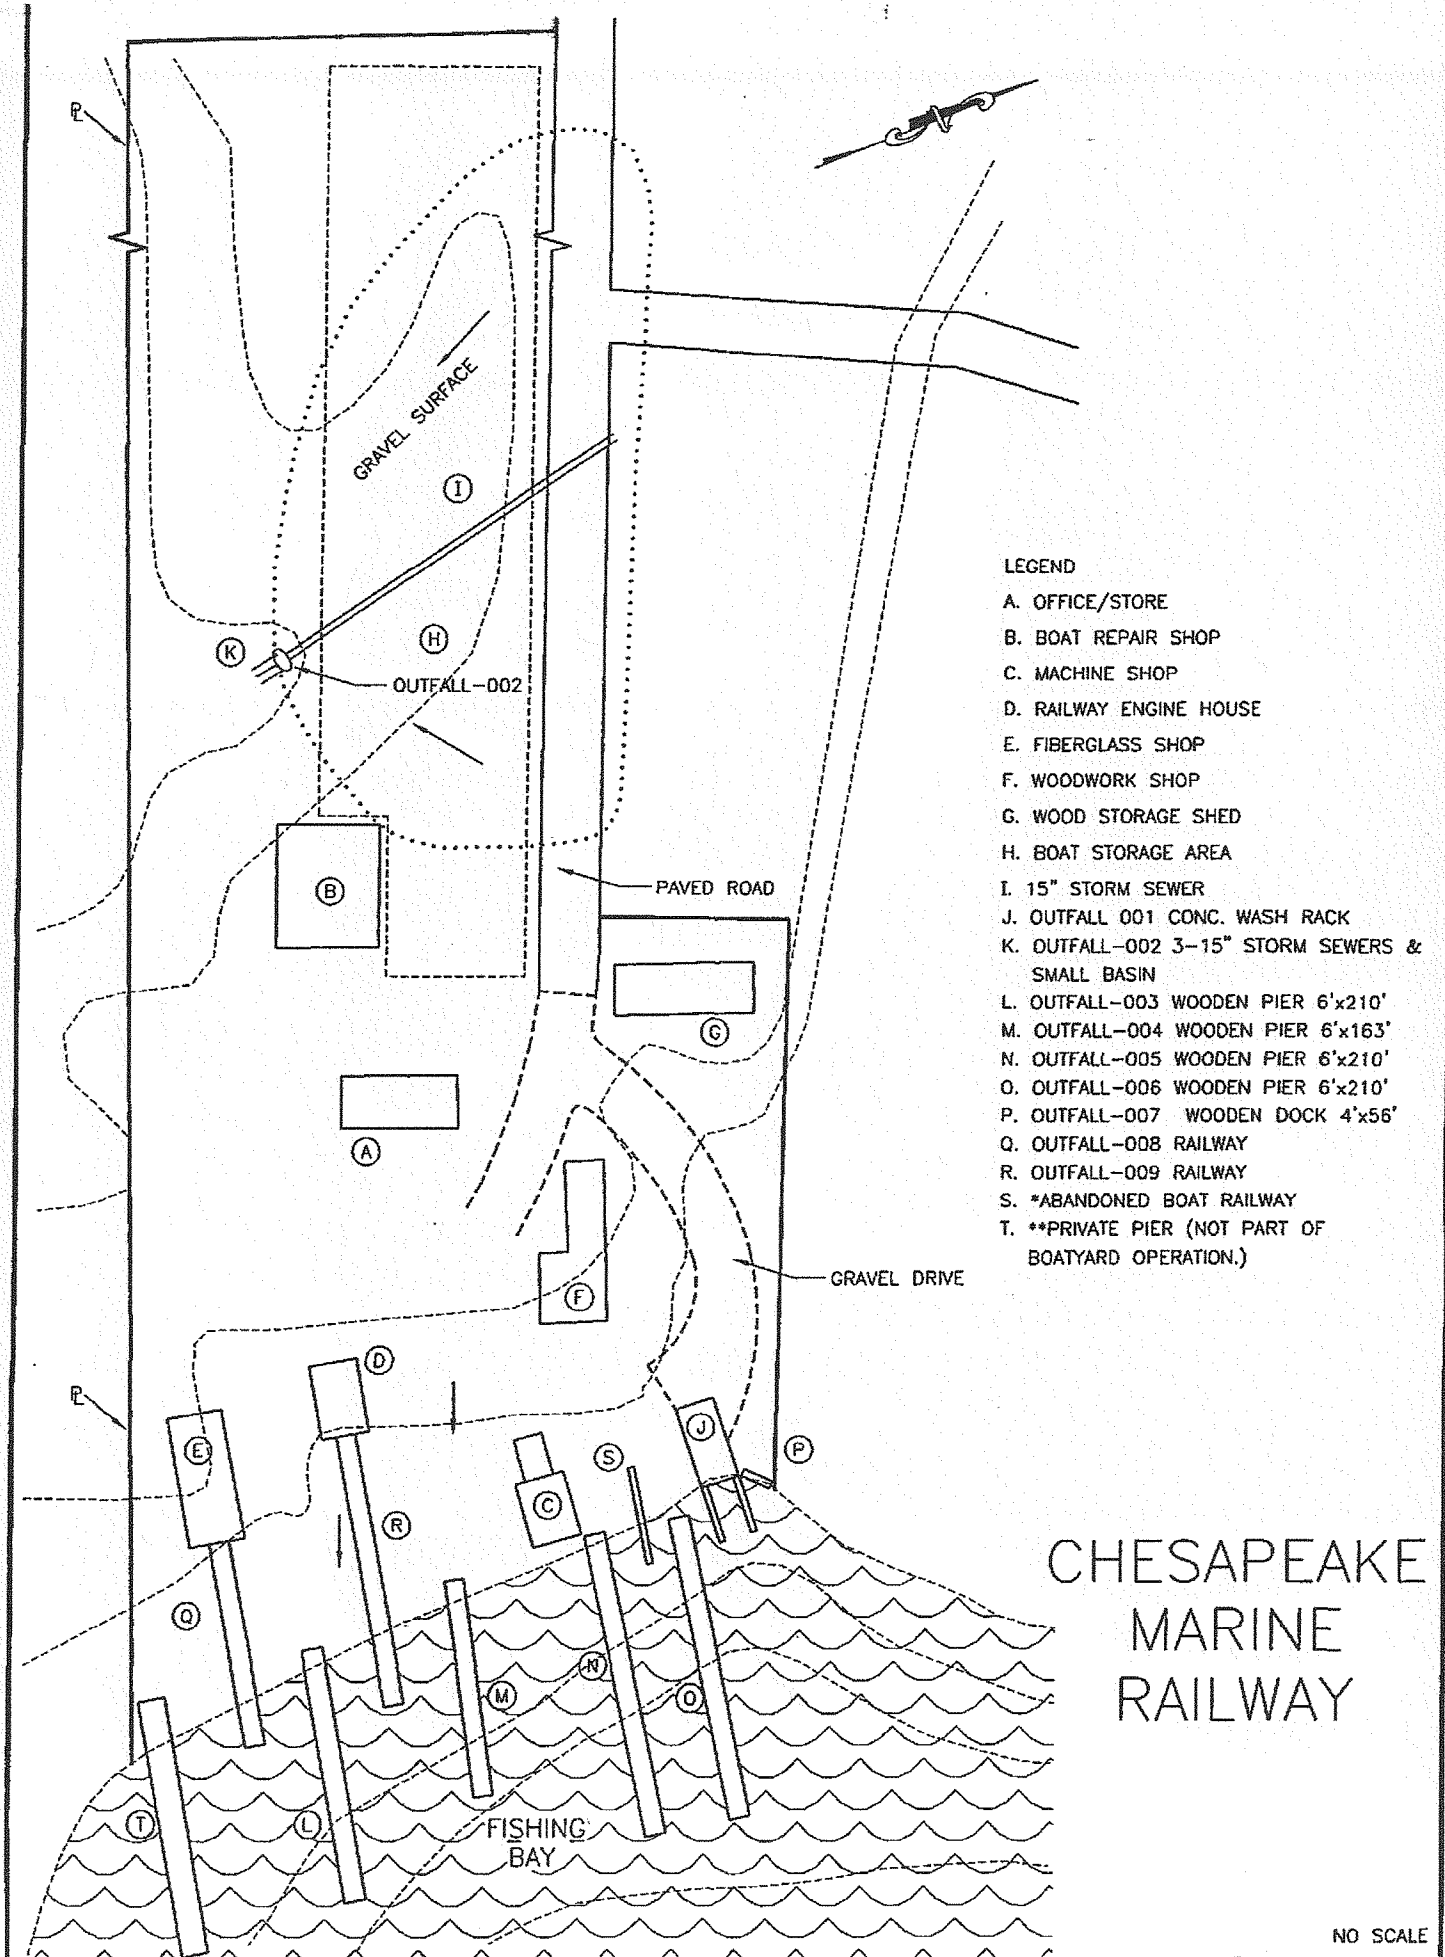 PL
N
GRAVEL SURFACE
I
H
K
OUTFALL-002
B
PAVED ROAD
G
A
F
GRAVEL DRIVE
D
PL
E
J
P
S
C
R
Q
N
M
O
T
L
FISHING
BAY
LEGEND
A. OFFICE/STORE
B. BOAT REPAIR SHOP
C. MACHINE SHOP
D. RAILWAY ENGINE HOUSE
E. FIBERGLASS SHOP
F. WOODWORK SHOP
G. WOOD STORAGE SHED
H. BOAT STORAGE AREA
I. 15" STORM SEWER
J. OUTFALL 001 CONC. WASH RACK
K. OUTFALL-002 3-15" STORM SEWERS &
SMALL BASIN
L. OUTFALL-003 WOODEN PIER 6'x210'
M. OUTFALL-004 WOODEN PIER 6'x163'
N. OUTFALL-005 WOODEN PIER 6'x210'
O. OUTFALL-006 WOODEN PIER 6'x210'
P. OUTFALL-007 WOODEN DOCK 4'x56'
Q. OUTFALL-008 RAILWAY
R. OUTFALL-009 RAILWAY
S. *ABANDONED BOAT RAILWAY
T. **PRIVATE PIER (NOT PART OF
BOATYARD OPERATION.)
CHESAPEAKE
MARINE
RAILWAY
NO SCALE